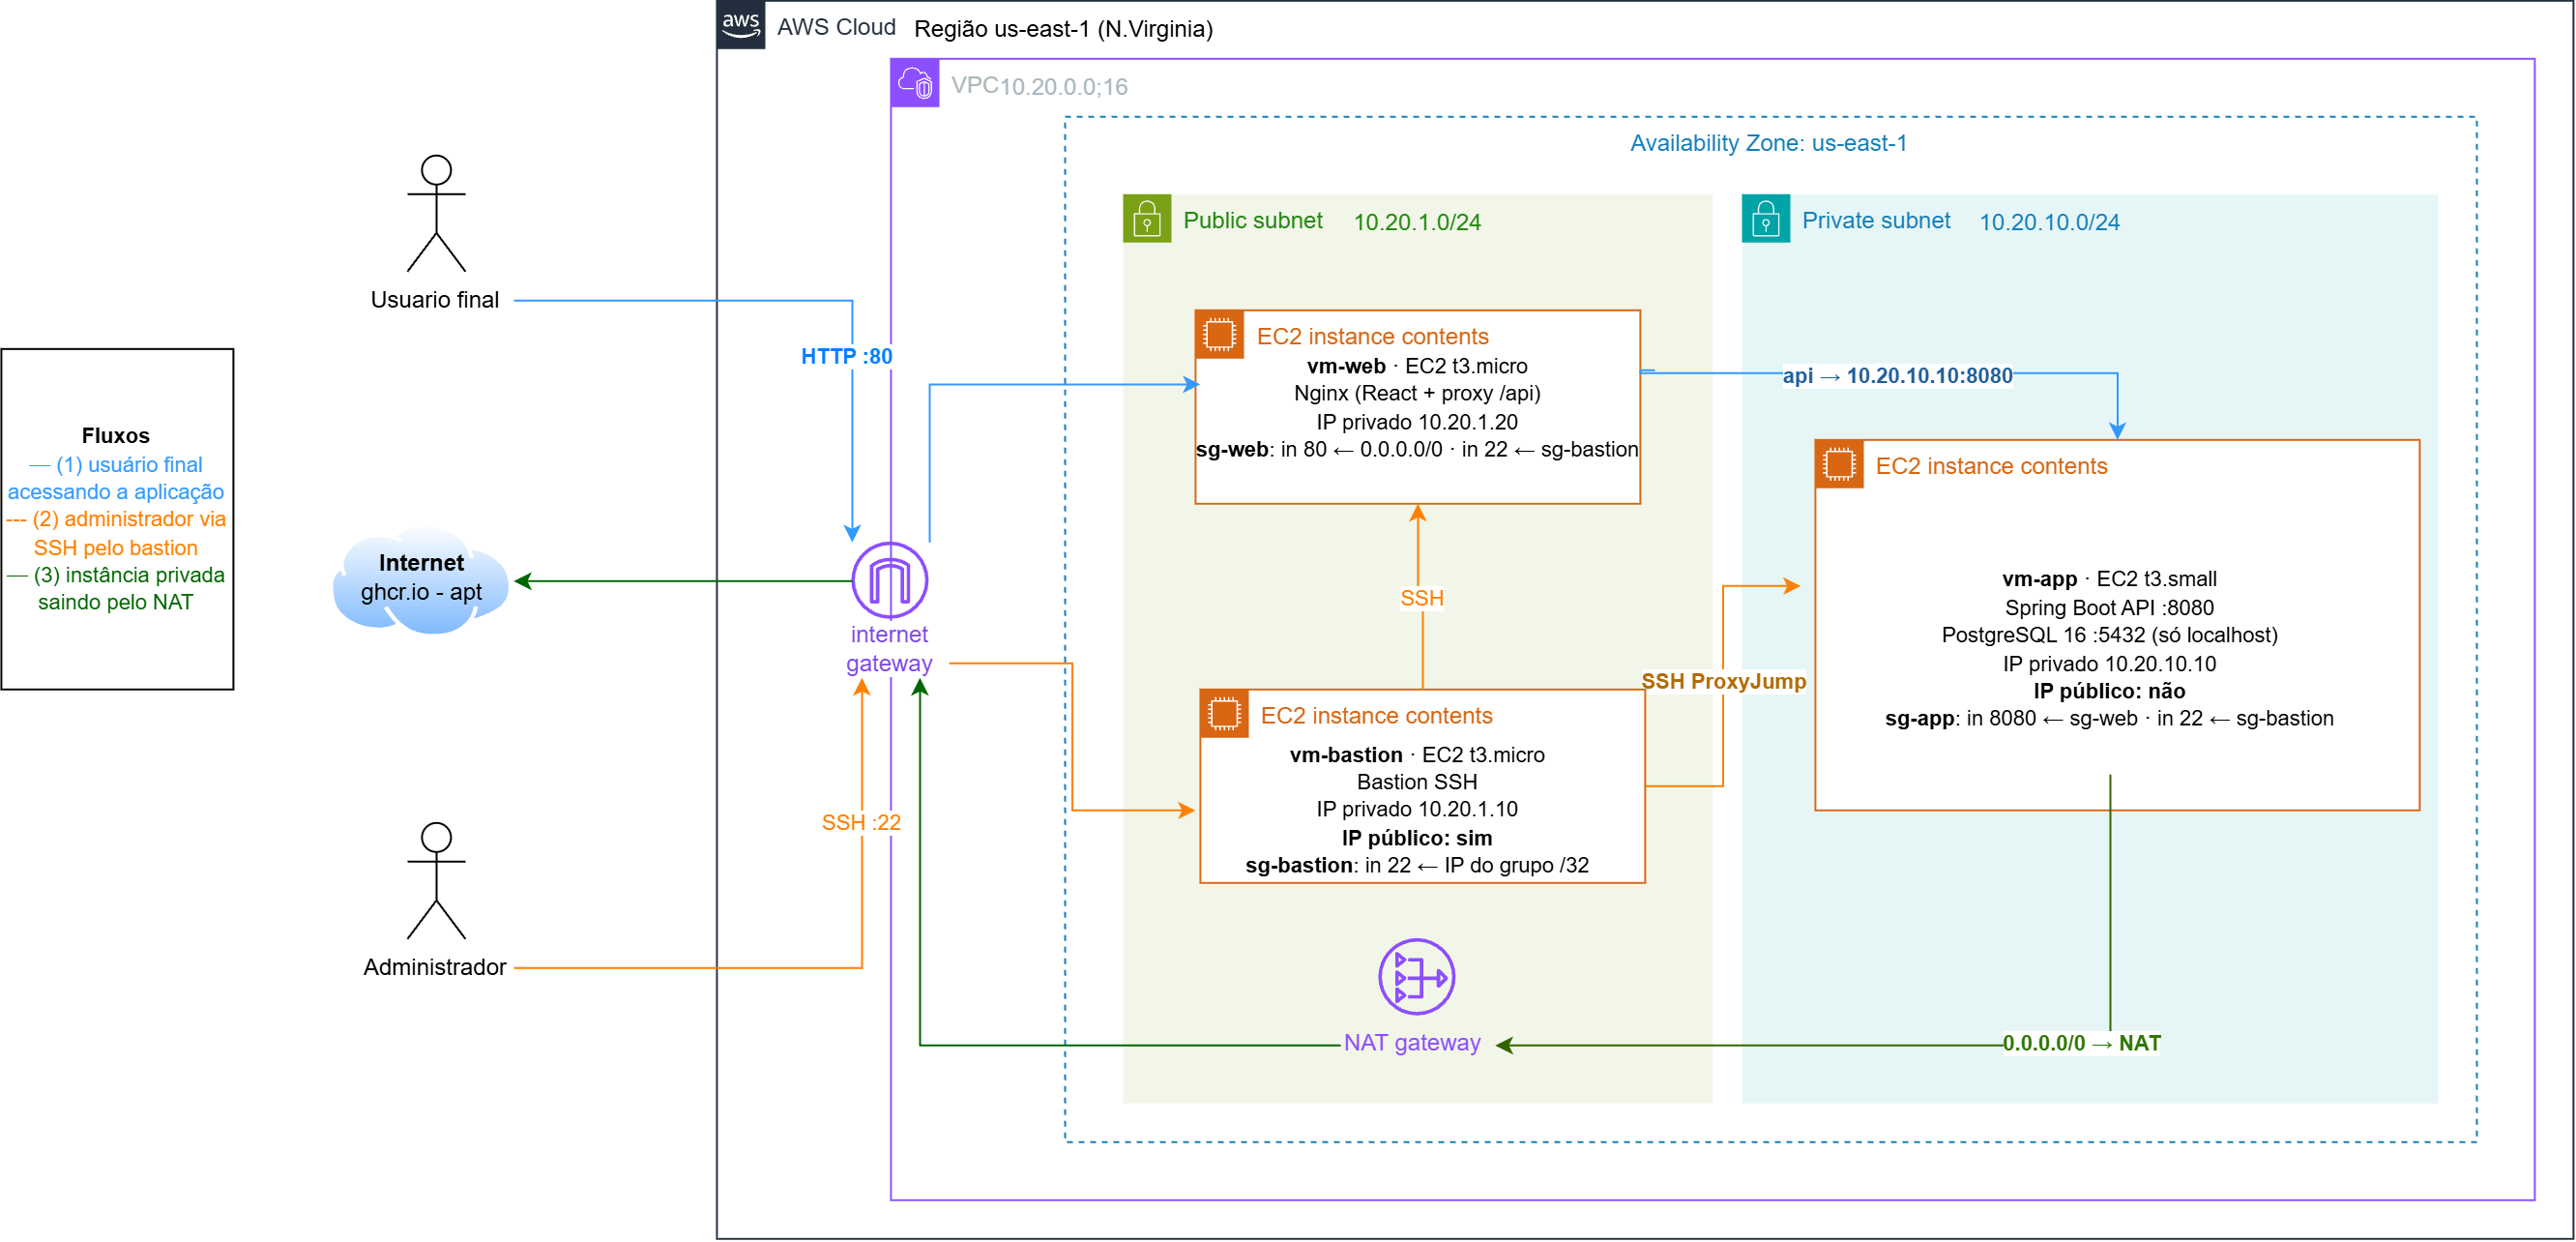 aws
AWS Cloud
Região us-east-1 (N.Virginia)
VPC
10.20.0.0;16
Availability Zone: us-east-1
Public subnet
10.20.1.0/24
Private subnet
10.20.10.0/24
Usuario final
HTTP :80
EC2 instance contents
vm-web · EC2 t3.micro
Nginx (React + proxy /api)
IP privado 10.20.1.20
sg-web: in 80 ← 0.0.0.0/0 · in 22 ← sg-bastion
api → 10.20.10.10:8080
Fluxos
— (1) usuário final
acessando a aplicação
--- (2) administrador via
SSH pelo bastion
— (3) instância privada
saindo pelo NAT
Internet
ghcr.io - apt
internet
gateway
SSH
SSH ProxyJump
EC2 instance contents
vm-app · EC2 t3.small
Spring Boot API :8080
PostgreSQL 16 :5432 (só localhost)
IP privado 10.20.10.10
IP público: não
sg-app: in 8080 ← sg-web · in 22 ← sg-bastion
EC2 instance contents
vm-bastion · EC2 t3.micro
Bastion SSH
IP privado 10.20.1.10
IP público: sim
sg-bastion: in 22 ← IP do grupo /32
SSH :22
Administrador
NAT gateway
0.0.0.0/0 → NAT